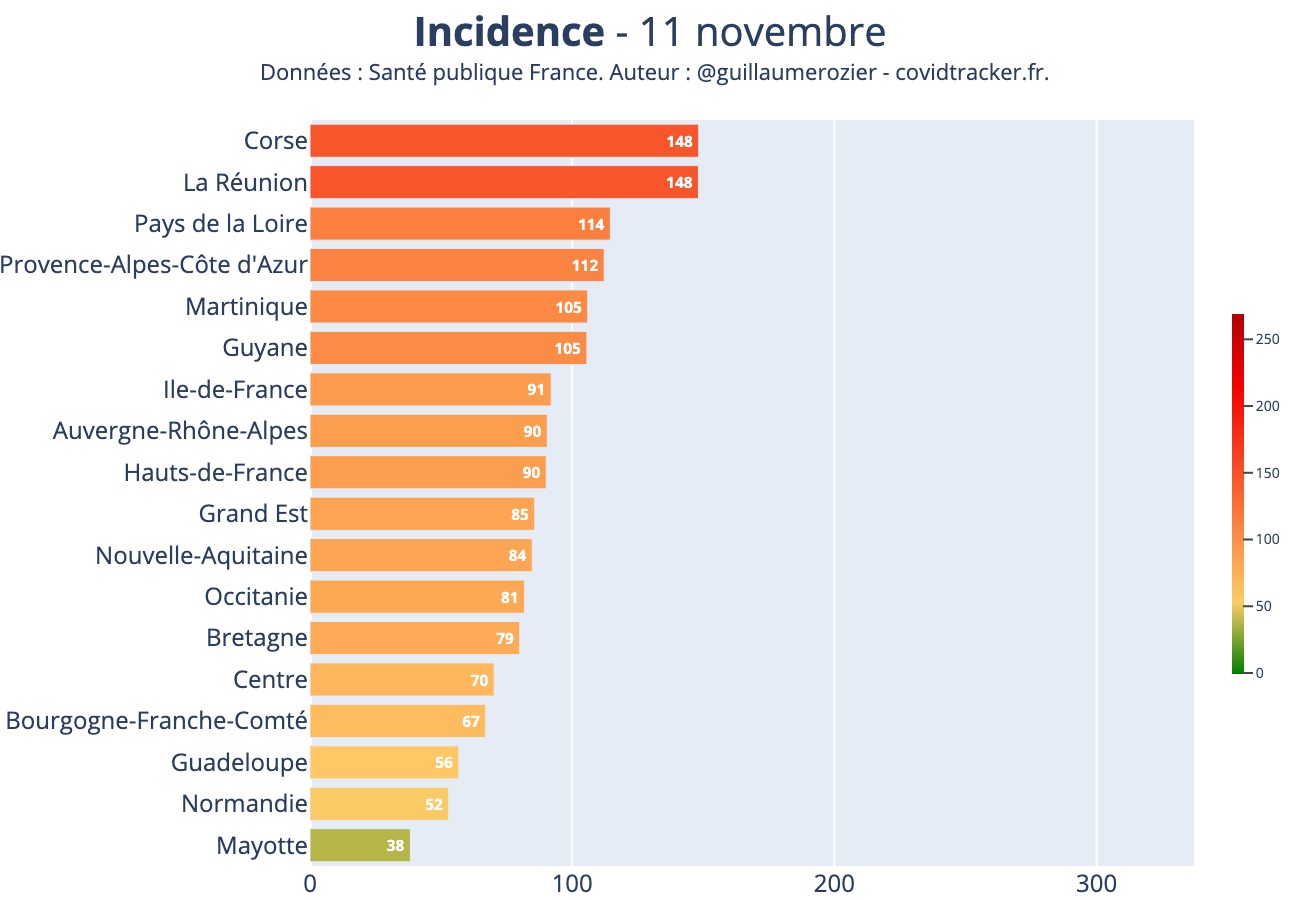 Incidence - 11 novembre
Données : Santé publique France. Auteur : @guillaumerozier - covidtracker.fr.
Corse 148
La Réunion 148
Pays de la Loire 114
Provence-Alpes-Côte d'Azur 112
Martinique 105
Guyane 105
Ile-de-France 91
Auvergne-Rhône-Alpes 90
Hauts-de-France 90
Grand Est 85
Nouvelle-Aquitaine 84
Occitanie 81
Bretagne 79
Centre 70
Bourgogne-Franche-Comté 67
Guadeloupe 56
Normandie 52
Mayotte 38
0 100 200 300
250
200
150
100
50
0